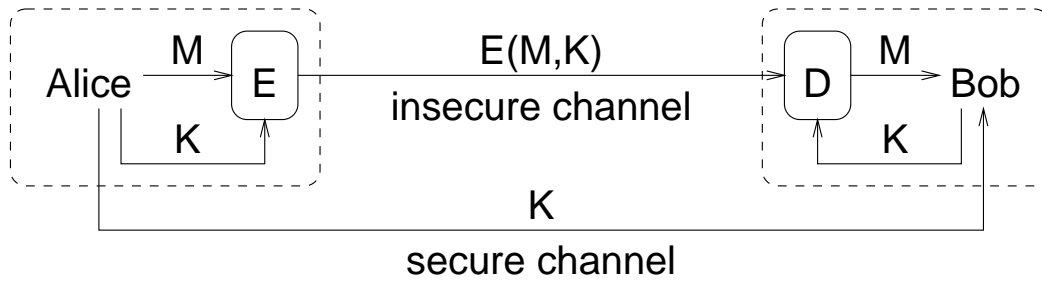 M E(M,K) M
Alice E D Bob
insecure channel
K K
K
secure channel